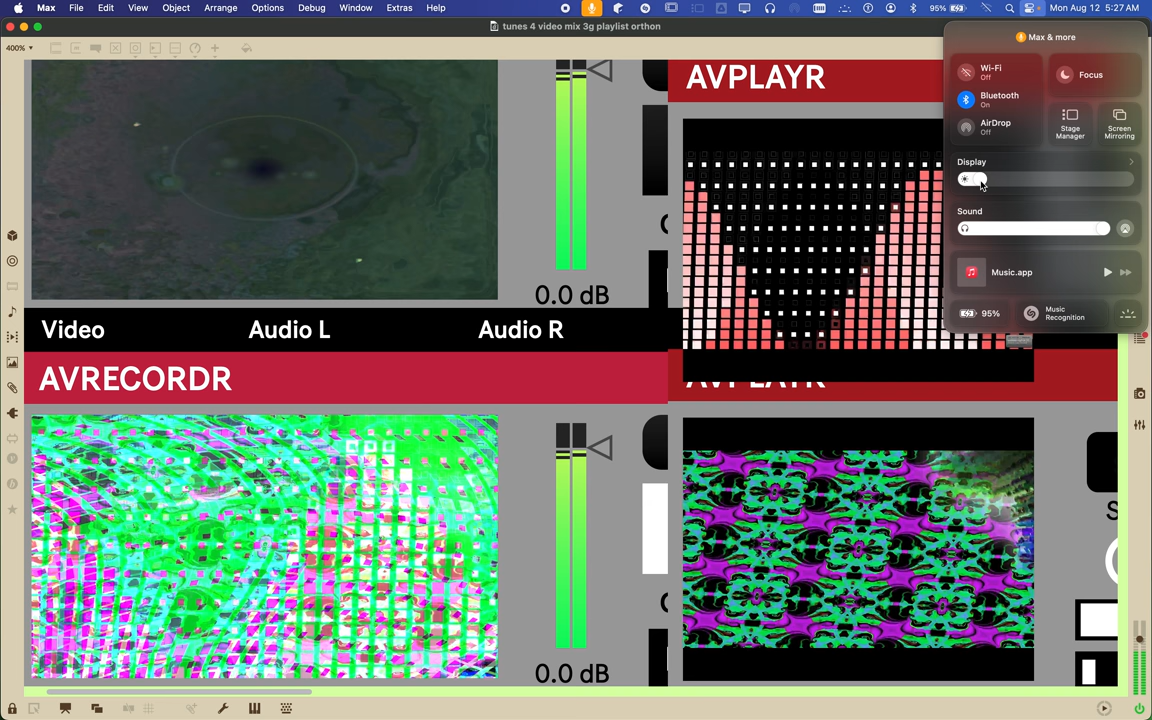 Max File Edit View Object Arrange Options Debug Window Extras Help
95% Mon Aug 12 5:27 AM
tunes 4 video mix 3g playlist orthon
400%
Max & more
Wi-Fi
Off
Bluetooth
On
AirDrop
Off
Focus
Stage
Manager
Screen
Mirroring
Display
Sound
Music.app
95%
Music
Recognition
AVPLAYR
0.0 dB
Video Audio L Audio R
AVRECORDR
0.0 dB